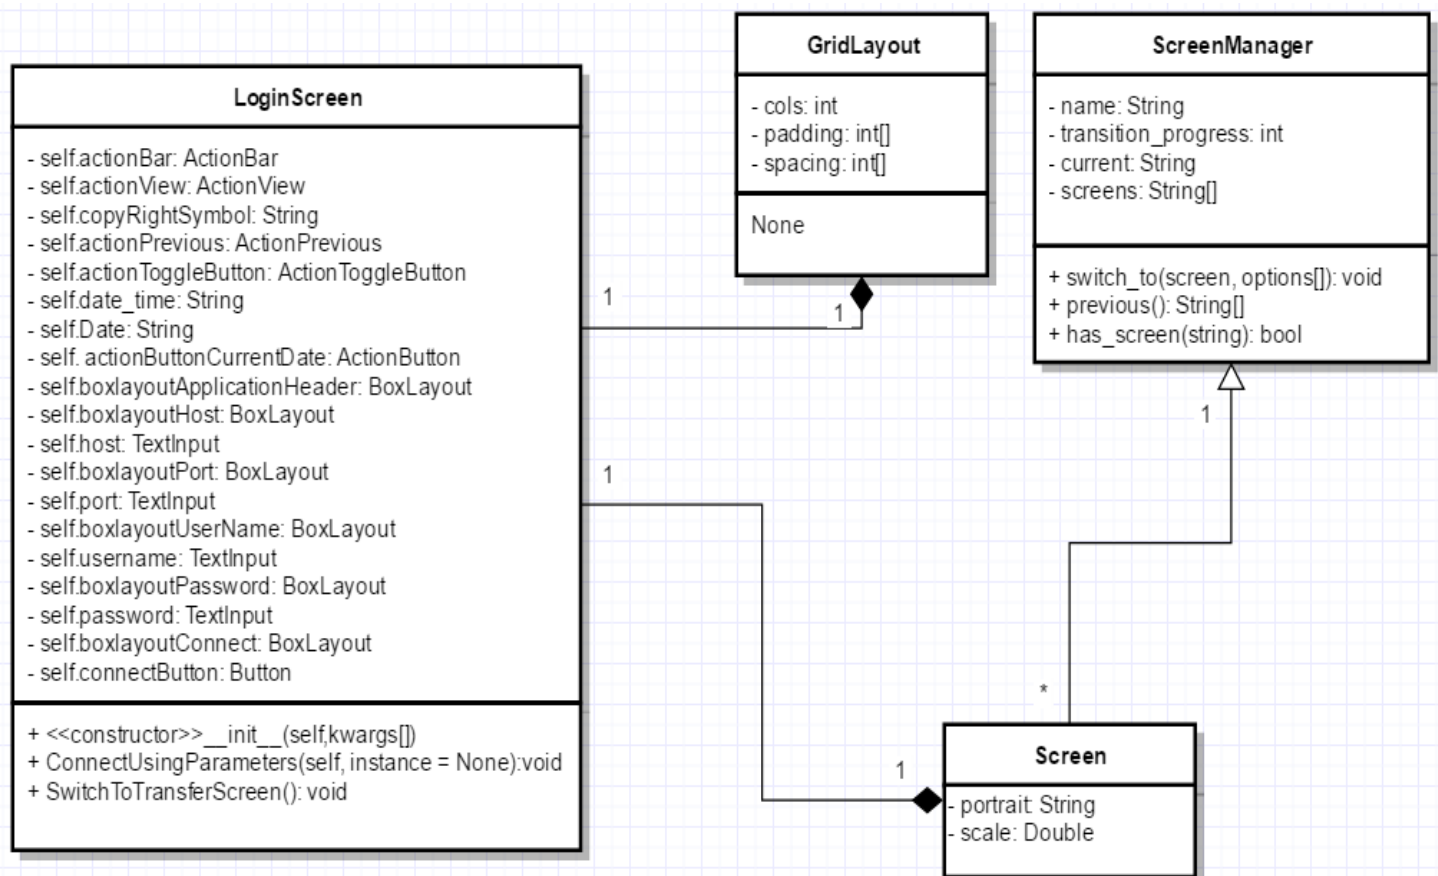 LoginScreen
- self.actionBar: ActionBar
- self.actionView: ActionView
- self.copyRightSymbol: String
- self.actionPrevious: ActionPrevious
- self.actionToggleButton: ActionToggleButton
- self.date_time: String
- self.Date: String
- self. actionButtonCurrentDate: ActionButton
- self.boxlayoutApplicationHeader: BoxLayout
- self.boxlayoutHost: BoxLayout
- self.host: TextInput
- self.boxlayoutPort: BoxLayout
- self.port: TextInput
- self.boxlayoutUserName: BoxLayout
- self.username: TextInput
- self.boxlayoutPassword: BoxLayout
- self.password: TextInput
- self.boxlayoutConnect: BoxLayout
- self.connectButton: Button
+ <<constructor>>__init__(self,kwargs[])
+ ConnectUsingParameters(self, instance = None):void
+ SwitchToTransferScreen(): void
GridLayout
- cols: int
- padding: int[]
- spacing: int[]
None
1
1
ScreenManager
- name: String
- transition_progress: int
- current: String
- screens: String[]
+ switch_to(screen, options[]): void
+ previous(): String[]
+ has_screen(string): bool
1
1
*
1
Screen
- portrait: String
- scale: Double